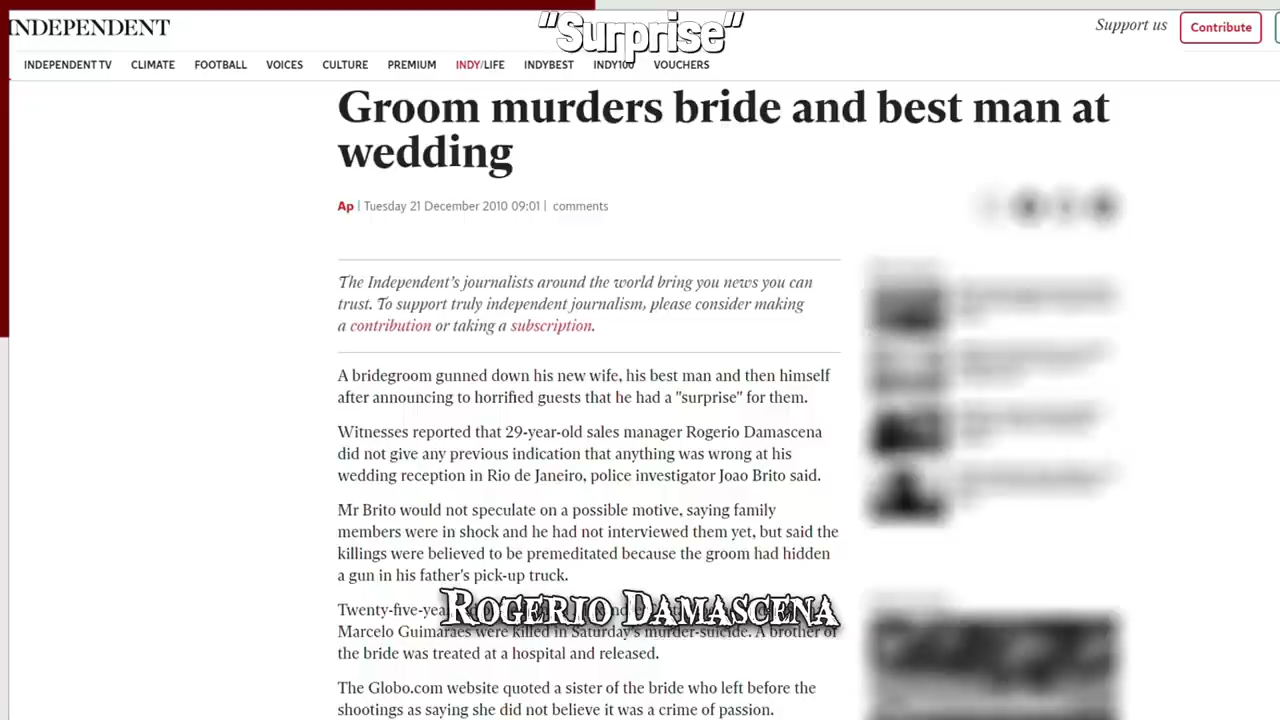 INDEPENDENT
"Surprise"
Support us
Contribute
INDEPENDENT TV CLIMATE FOOTBALL VOICES CULTURE PREMIUM INDY/LIFE INDYBEST INDY100 VOUCHERS
Groom murders bride and best man at
wedding
Ap | Tuesday 21 December 2010 09:01 | comments
The Independent's journalists around the world bring you news you can
trust. To support truly independent journalism, please consider making
a contribution or taking a subscription.
A bridegroom gunned down his new wife, his best man and then himself
after announcing to horrified guests that he had a "surprise" for them.
Witnesses reported that 29-year-old sales manager Rogerio Damascena
did not give any previous indication that anything was wrong at his
wedding reception in Rio de Janeiro, police investigator Joao Brito said.
Mr Brito would not speculate on a possible motive, saying family
members were in shock and he had not interviewed them yet, but said the
killings were believed to be premeditated because the groom had hidden
a gun in his father's pick-up truck.
Rogerio Damascena
Marcelo Guimaraes were killed in Saturday's murder-suicide. A brother of
the bride was treated at a hospital and released.
The Globo.com website quoted a sister of the bride who left before the
shootings as saying she did not believe it was a crime of passion.